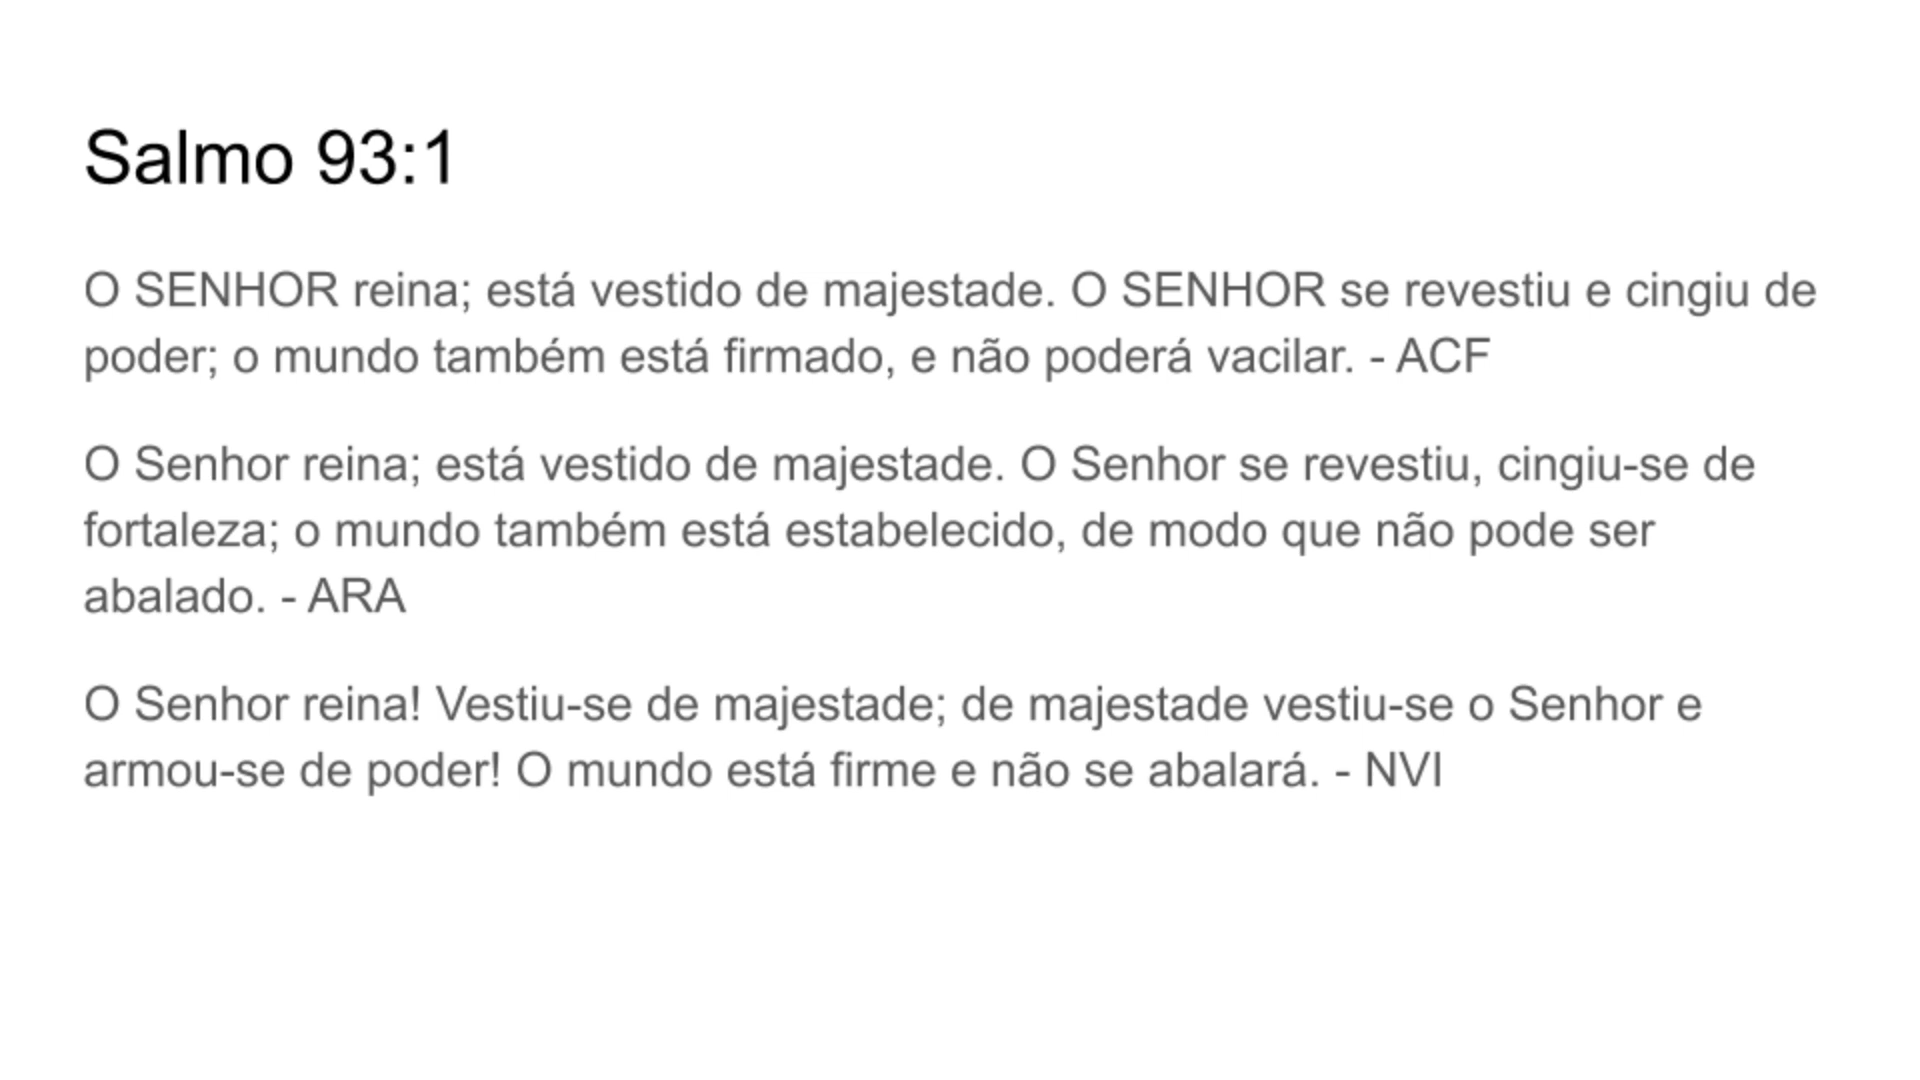 Salmo 93:1
O SENHOR reina; está vestido de majestade. O SENHOR se revestiu e cingiu de
poder; o mundo também está firmado, e não poderá vacilar. - ACF
O Senhor reina; está vestido de majestade. O Senhor se revestiu, cingiu-se de
fortaleza; o mundo também está estabelecido, de modo que não pode ser
abalado. - ARA
O Senhor reina! Vestiu-se de majestade; de majestade vestiu-se o Senhor e
armou-se de poder! O mundo está firme e não se abalará. - NVI